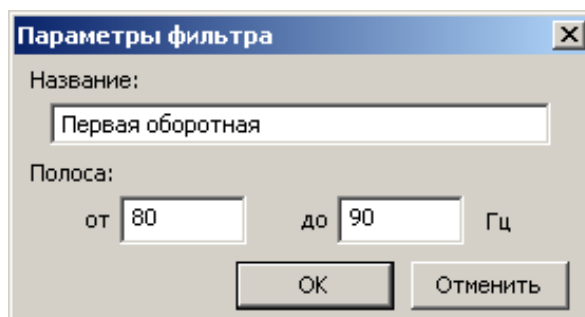 Параметры фильтра
Название:
Первая оборотная
Полоса:
от 80 до 90 Гц
OK Отменить